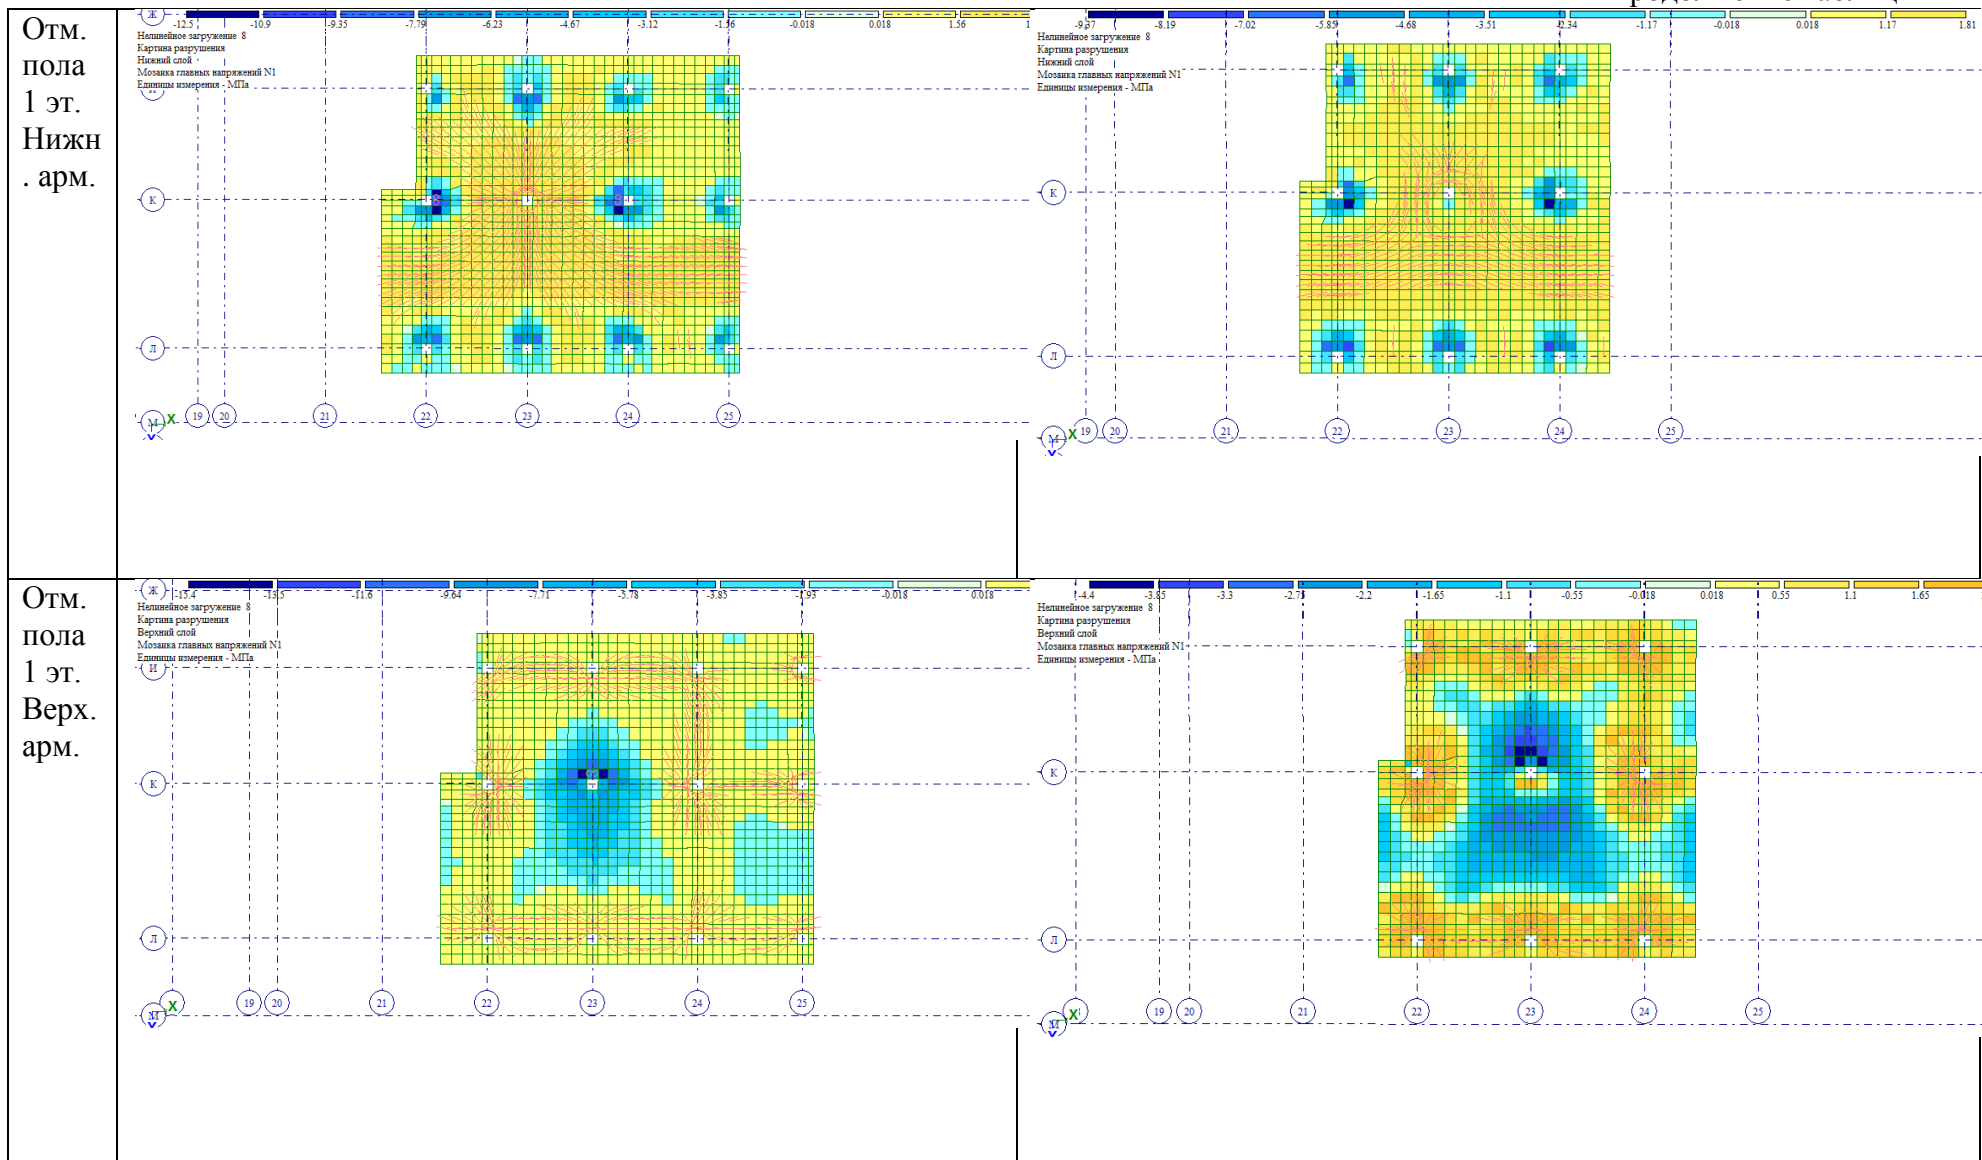 Отм.
пола
1 эт.
Нижн
. арм.
Ж
-12.5 -10.9 -9.35 -7.79 -6.23 -4.67 -3.12 -1.56 -0.018 0.018 1.56
Нелинейное загружение 8
Картина разрушения
Нижний слой
Мозаика главных напряжений N1
Единицы измерения - МПа
К
Л
М X 19 20 21 22 23 24 25
Y
-9.37 -8.19 -7.02 -5.85 -4.68 -3.51 -2.34 -1.17 -0.018 0.018 1.17 1.81
Нелинейное загружение 8
Картина разрушения
Нижний слой
Мозаика главных напряжений N1
Единицы измерения - МПа
К
Л
М X 19 20 21 22 23 24 25
Y
Отм.
пола
1 эт.
Верх.
арм.
Ж
-15.4 -13.5 -11.6 -9.64 -7.71 -5.78 -3.85 -1.93 -0.018 0.018
Нелинейное загружение 8
Картина разрушения
Верхний слой
Мозаика главных напряжений N1
Единицы измерения - МПа
И
К
Л
М X 19 20 21 22 23 24 25
Y
-4.4 -3.85 -3.3 -2.75 -2.2 -1.65 -1.1 -0.55 -0.018 0.018 0.55 1.1 1.65
Нелинейное загружение 8
Картина разрушения
Верхний слой
Мозаика главных напряжений N1
Единицы измерения - МПа
К
Л
М X 19 20 21 22 23 24 25
Y